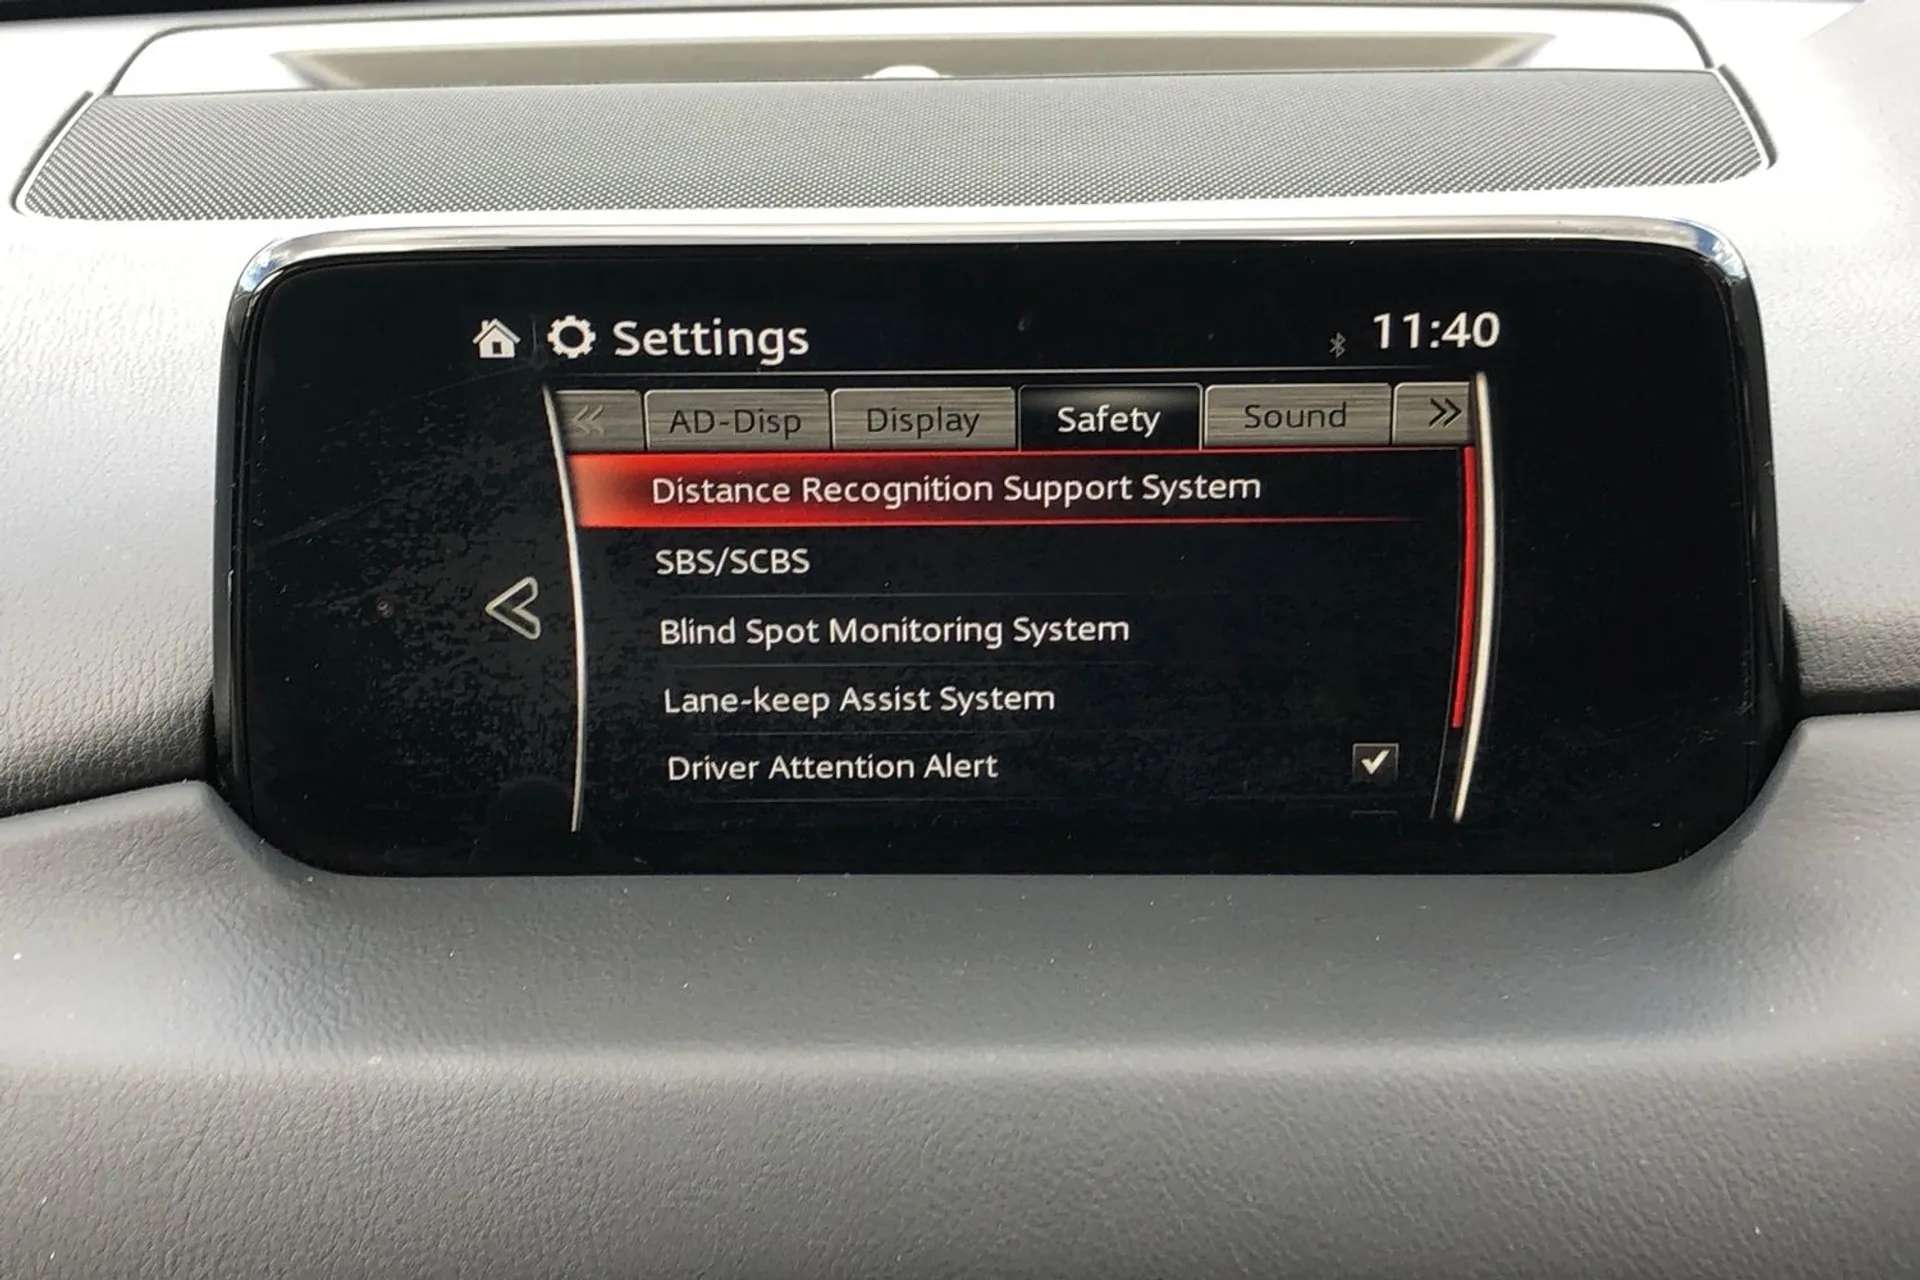 Settings 11:40
AD-Disp Display Safety Sound
Distance Recognition Support System
SBS/SCBS
Blind Spot Monitoring System
Lane-keep Assist System
Driver Attention Alert